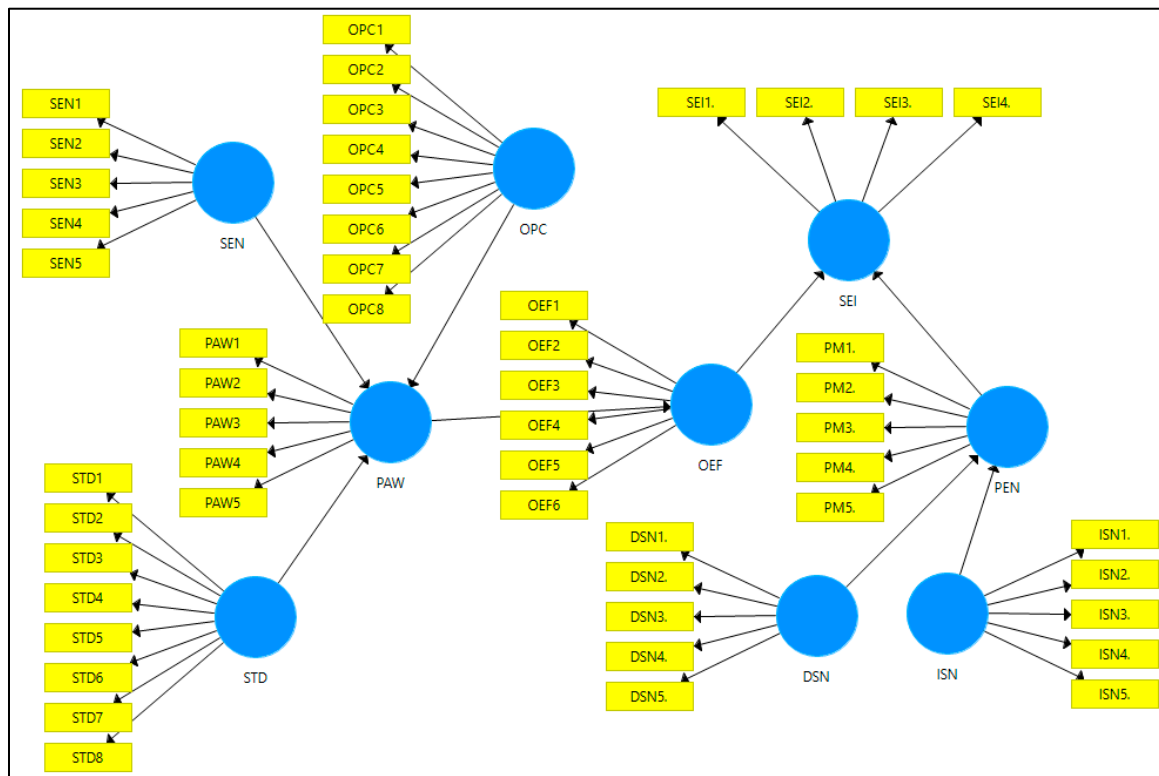 OPC1
OPC2
OPC3
OPC4
OPC5
OPC6
OPC7
OPC8
OPC
SEN1
SEN2
SEN3
SEN4
SEN5
SEN
SEI1.
SEI2.
SEI3.
SEI4.
SEI
PAW1
PAW2
PAW3
PAW4
PAW5
PAW
OEF1
OEF2
OEF3
OEF4
OEF5
OEF6
OEF
PM1.
PM2.
PM3.
PM4.
PM5.
PEN
STD1
STD2
STD3
STD4
STD5
STD6
STD7
STD8
STD
DSN1.
DSN2.
DSN3.
DSN4.
DSN5.
DSN
ISN1.
ISN2.
ISN3.
ISN4.
ISN5.
ISN